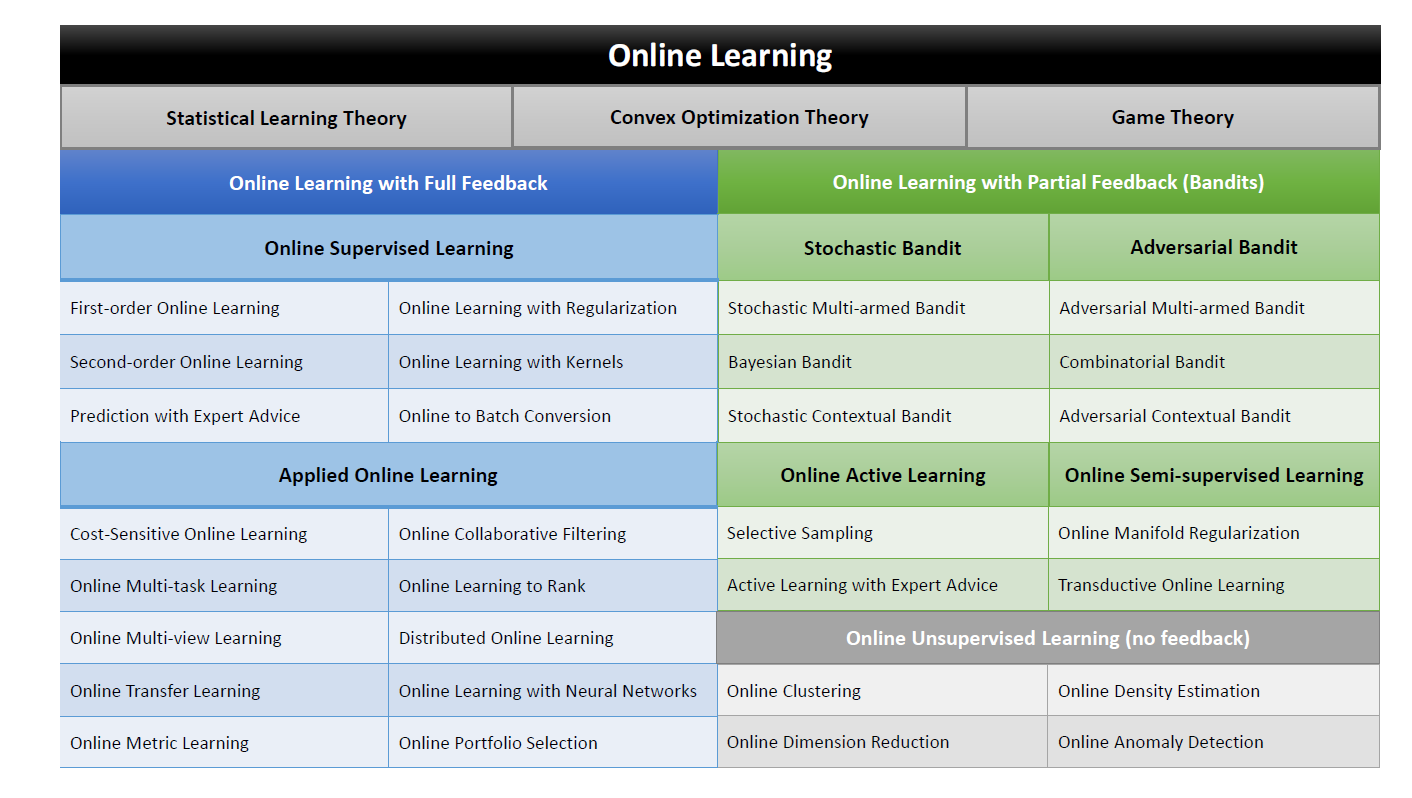 Online Learning
Statistical Learning Theory
Convex Optimization Theory
Game Theory
Online Learning with Full Feedback
Online Learning with Partial Feedback (Bandits)
Online Supervised Learning
Stochastic Bandit
Adversarial Bandit
First-order Online Learning
Online Learning with Regularization
Stochastic Multi-armed Bandit
Adversarial Multi-armed Bandit
Second-order Online Learning
Online Learning with Kernels
Bayesian Bandit
Combinatorial Bandit
Prediction with Expert Advice
Online to Batch Conversion
Stochastic Contextual Bandit
Adversarial Contextual Bandit
Applied Online Learning
Online Active Learning
Online Semi-supervised Learning
Cost-Sensitive Online Learning
Online Collaborative Filtering
Selective Sampling
Online Manifold Regularization
Online Multi-task Learning
Online Learning to Rank
Active Learning with Expert Advice
Transductive Online Learning
Online Multi-view Learning
Distributed Online Learning
Online Unsupervised Learning (no feedback)
Online Transfer Learning
Online Learning with Neural Networks
Online Clustering
Online Density Estimation
Online Metric Learning
Online Portfolio Selection
Online Dimension Reduction
Online Anomaly Detection